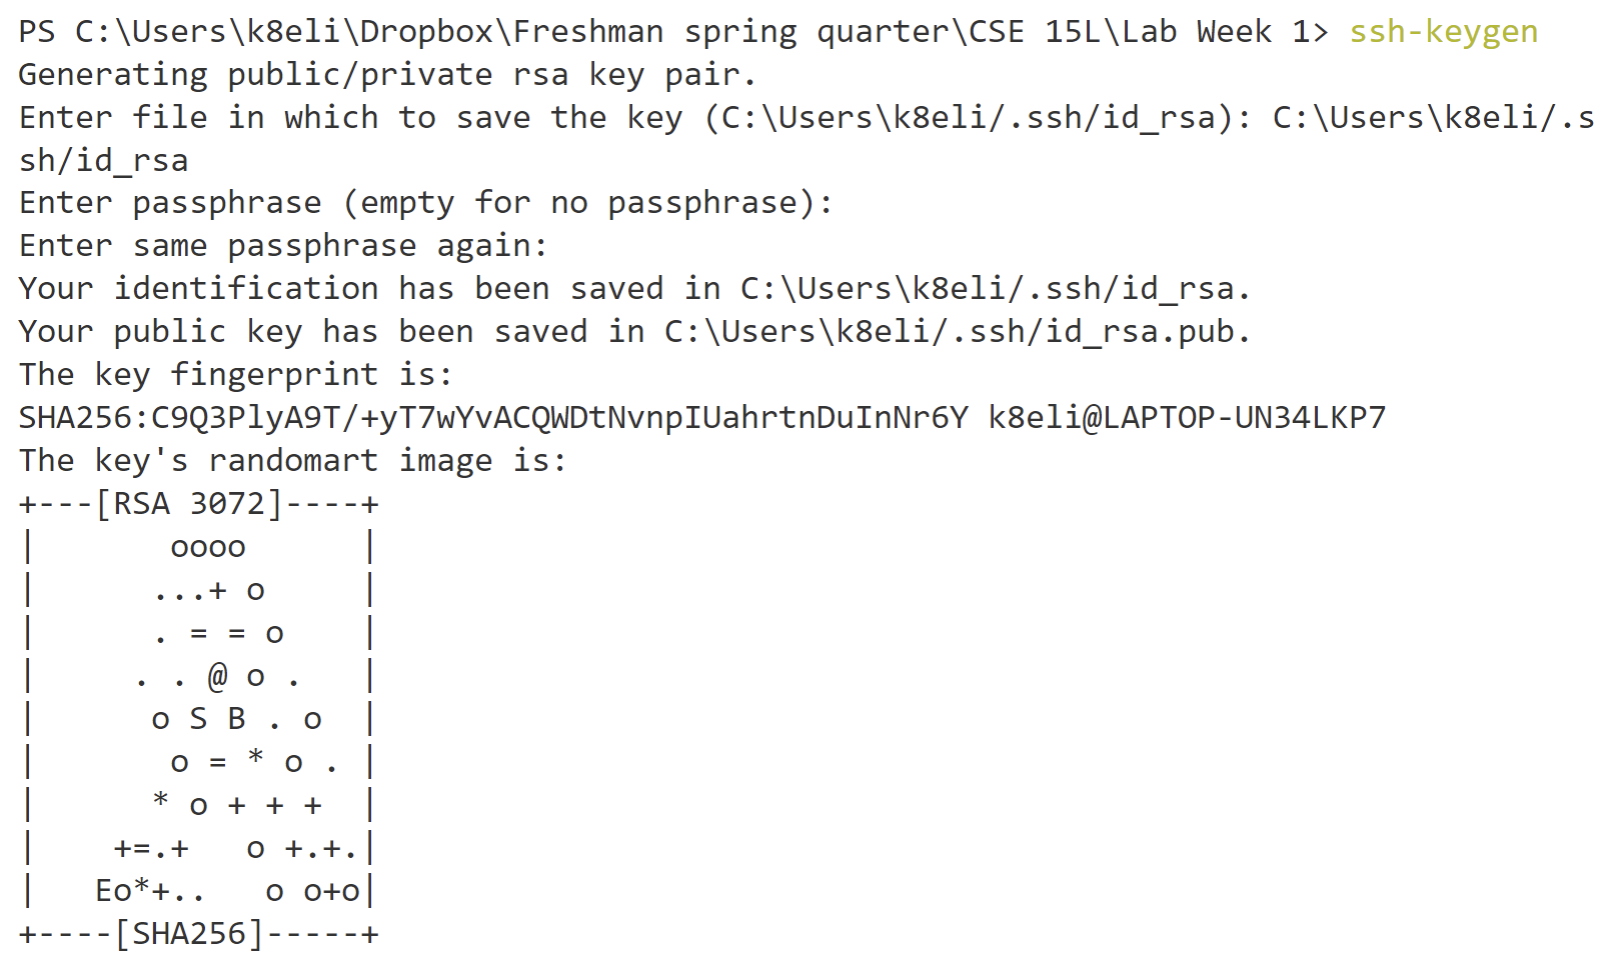 PS C:\Users\k8eli\Dropbox\Freshman spring quarter\CSE 15L\Lab Week 1> ssh-keygen
Generating public/private rsa key pair.
Enter file in which to save the key (C:\Users\k8eli/.ssh/id_rsa): C:\Users\k8eli/.s
sh/id_rsa
Enter passphrase (empty for no passphrase):
Enter same passphrase again:
Your identification has been saved in C:\Users\k8eli/.ssh/id_rsa.
Your public key has been saved in C:\Users\k8eli/.ssh/id_rsa.pub.
The key fingerprint is:
SHA256:C9Q3PlyA9T/+yT7wYvACQWDtNvnpIUahrtnDuInNr6Y k8eli@LAPTOP-UN34LKP7
The key's randomart image is:
+---[RSA 3072]----+
|       oooo      |
|      ...+ o     |
|      . = = o    |
|     . . @ o .   |
|      o S B . o  |
|       o = * o . |
|      * o + + +  |
|    +=.+   o +.+.|
|   Eo*+..   o o+o|
+----[SHA256]-----+